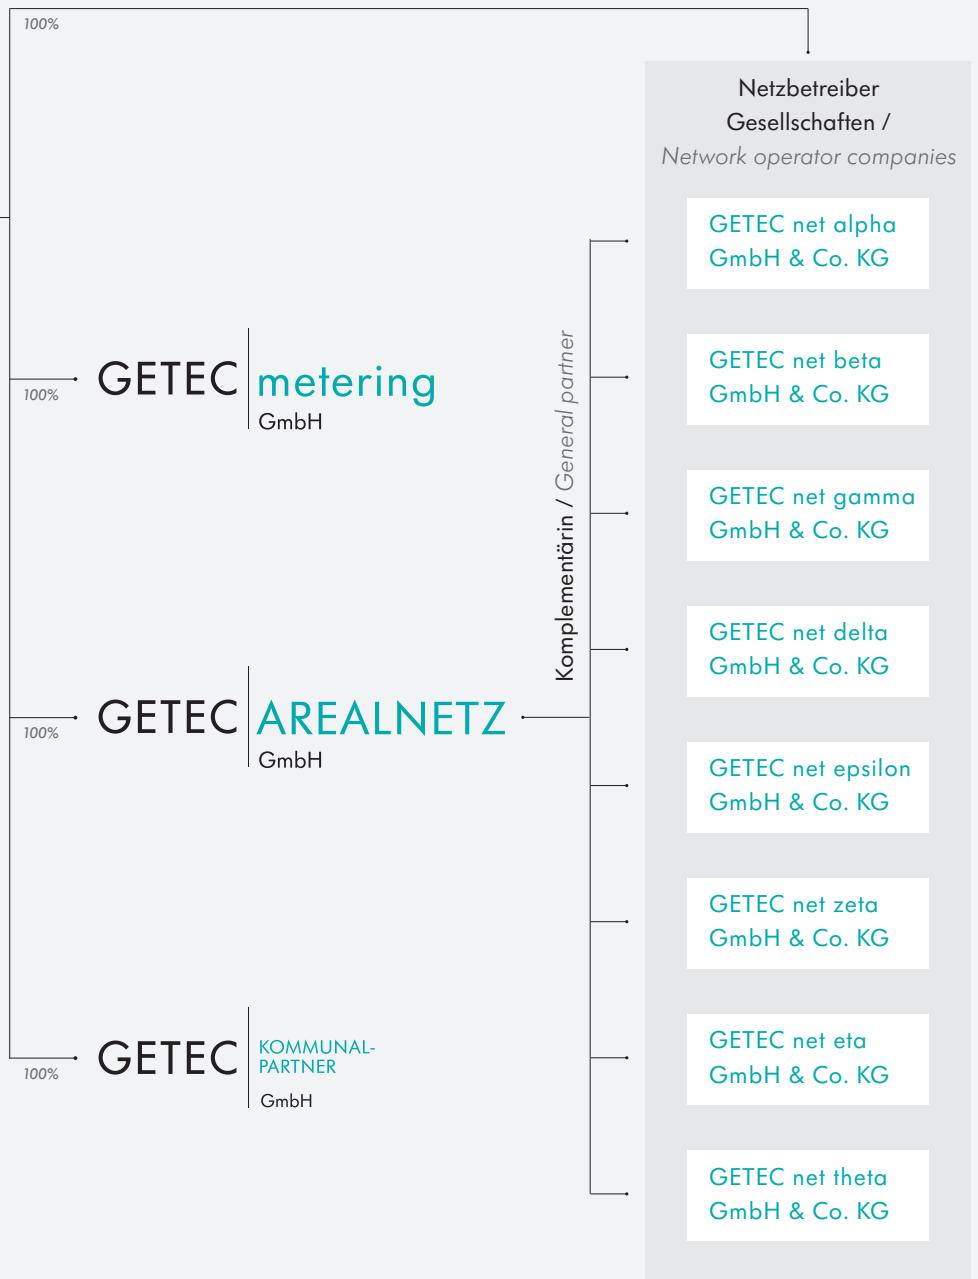 100%
Netzbetreiber
Gesellschaften /
Network operator companies
GETEC net alpha
GmbH & Co. KG
GETEC net beta
GmbH & Co. KG
GETEC net gamma
GmbH & Co. KG
GETEC net delta
GmbH & Co. KG
GETEC net epsilon
GmbH & Co. KG
GETEC net zeta
GmbH & Co. KG
GETEC net eta
GmbH & Co. KG
GETEC net theta
GmbH & Co. KG
Komplementärin / General partner
100%
GETEC metering
GmbH
100%
GETEC AREALNETZ
GmbH
100%
GETEC
KOMMUNAL-
PARTNER
GmbH